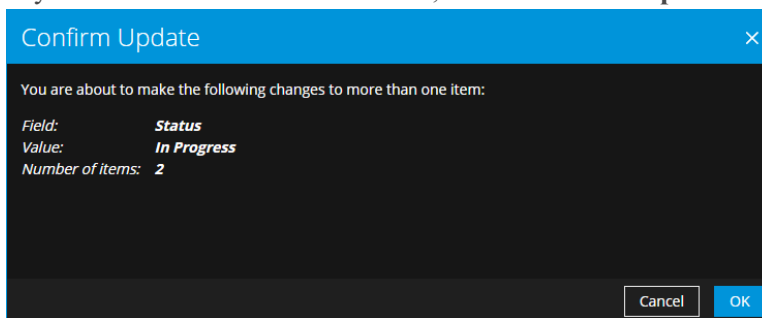 Confirm Update
You are about to make the following changes to more than one item:
Field: Status
Value: In Progress
Number of items: 2
Cancel OK